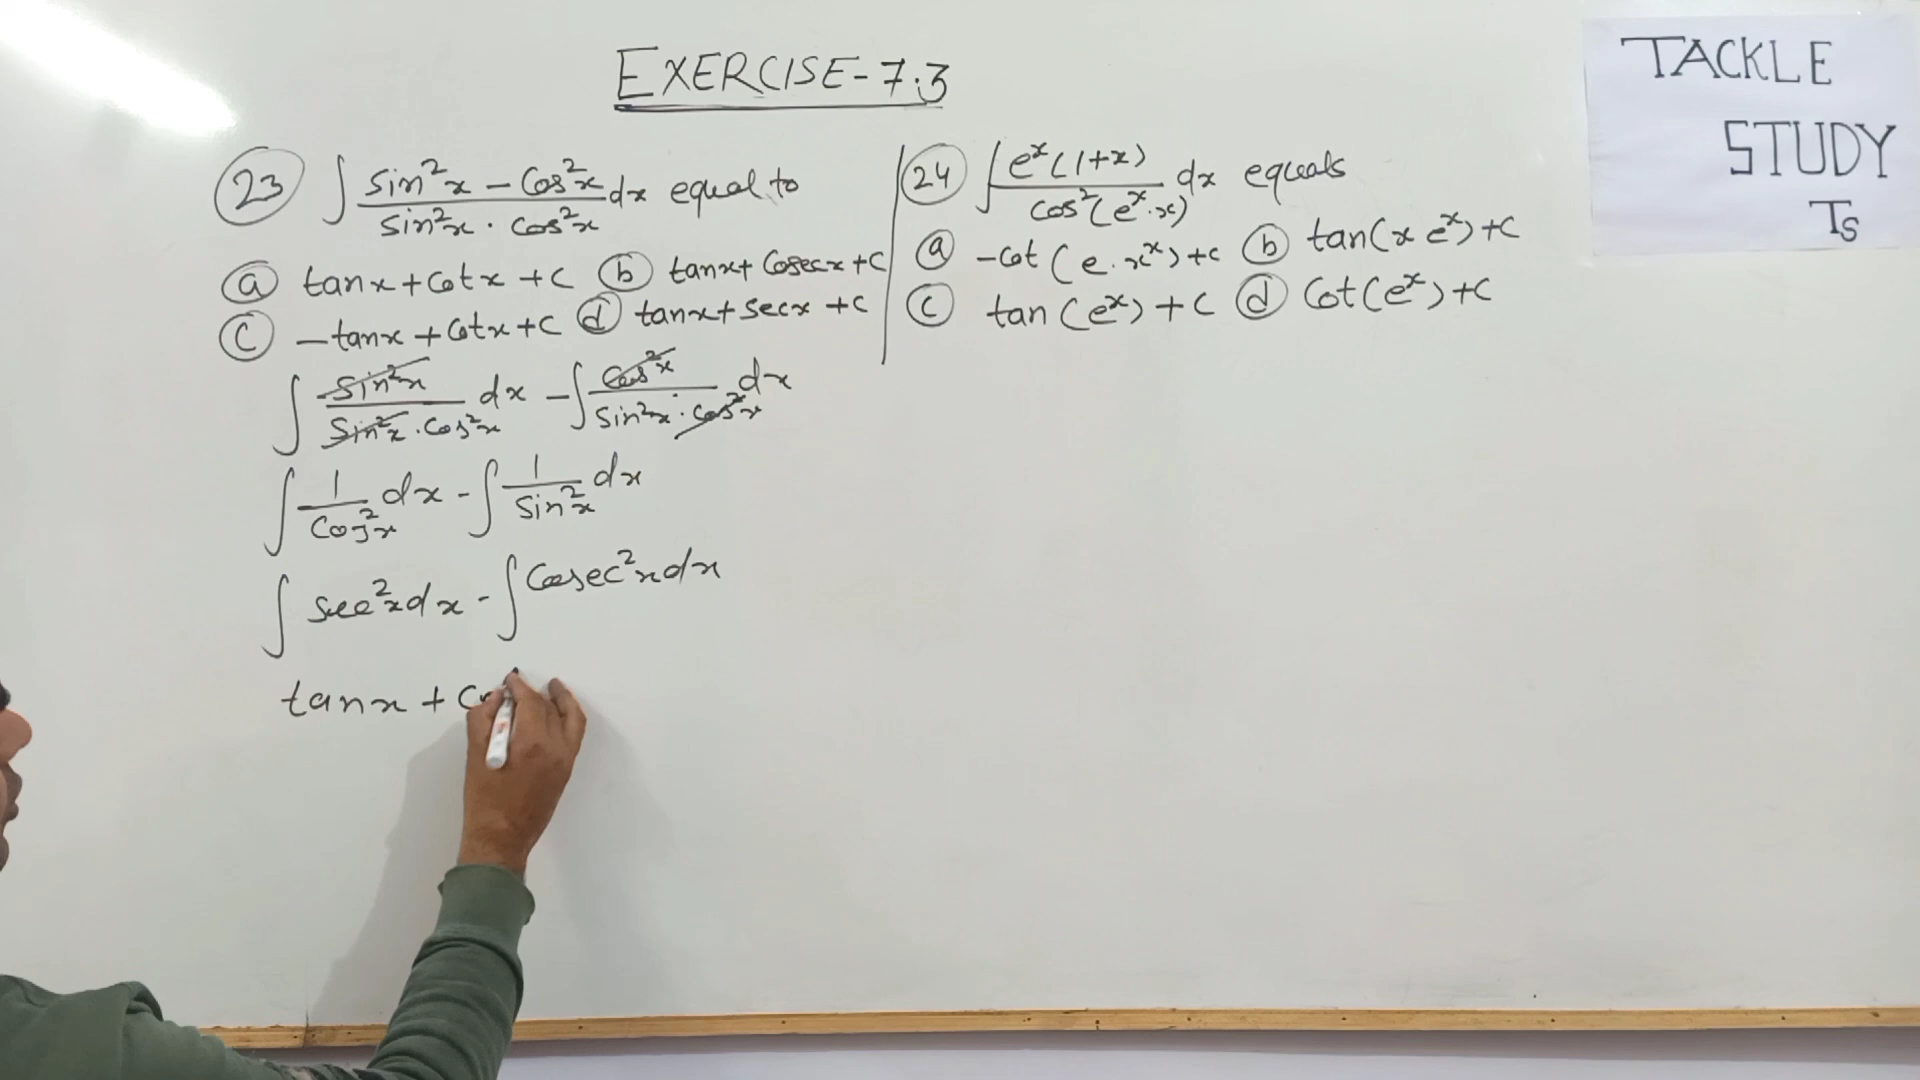 EXERCISE-7.3
TACKLE
STUDY
TS
23 ∫ sin²x - cos²x / sin²x · cos²x dx equal to
a tanx + cotx + c b tanx + cosecx + c
c -tanx + cotx + c d tanx + secx + c
∫ sin²x / sin²x · cos²x dx - ∫ cos²x / sin²x · cos²x dx
∫ 1 / cos²x dx - ∫ 1 / sin²x dx
∫ sec²x dx - ∫ cosec²x dx
tanx +
24 ∫ eˣ(1+x) / cos²(eˣ·x) dx equals
a -cot(e·xˣ) + c b tan(x eˣ) + c
c tan(eˣ) + c d cot(eˣ) + c